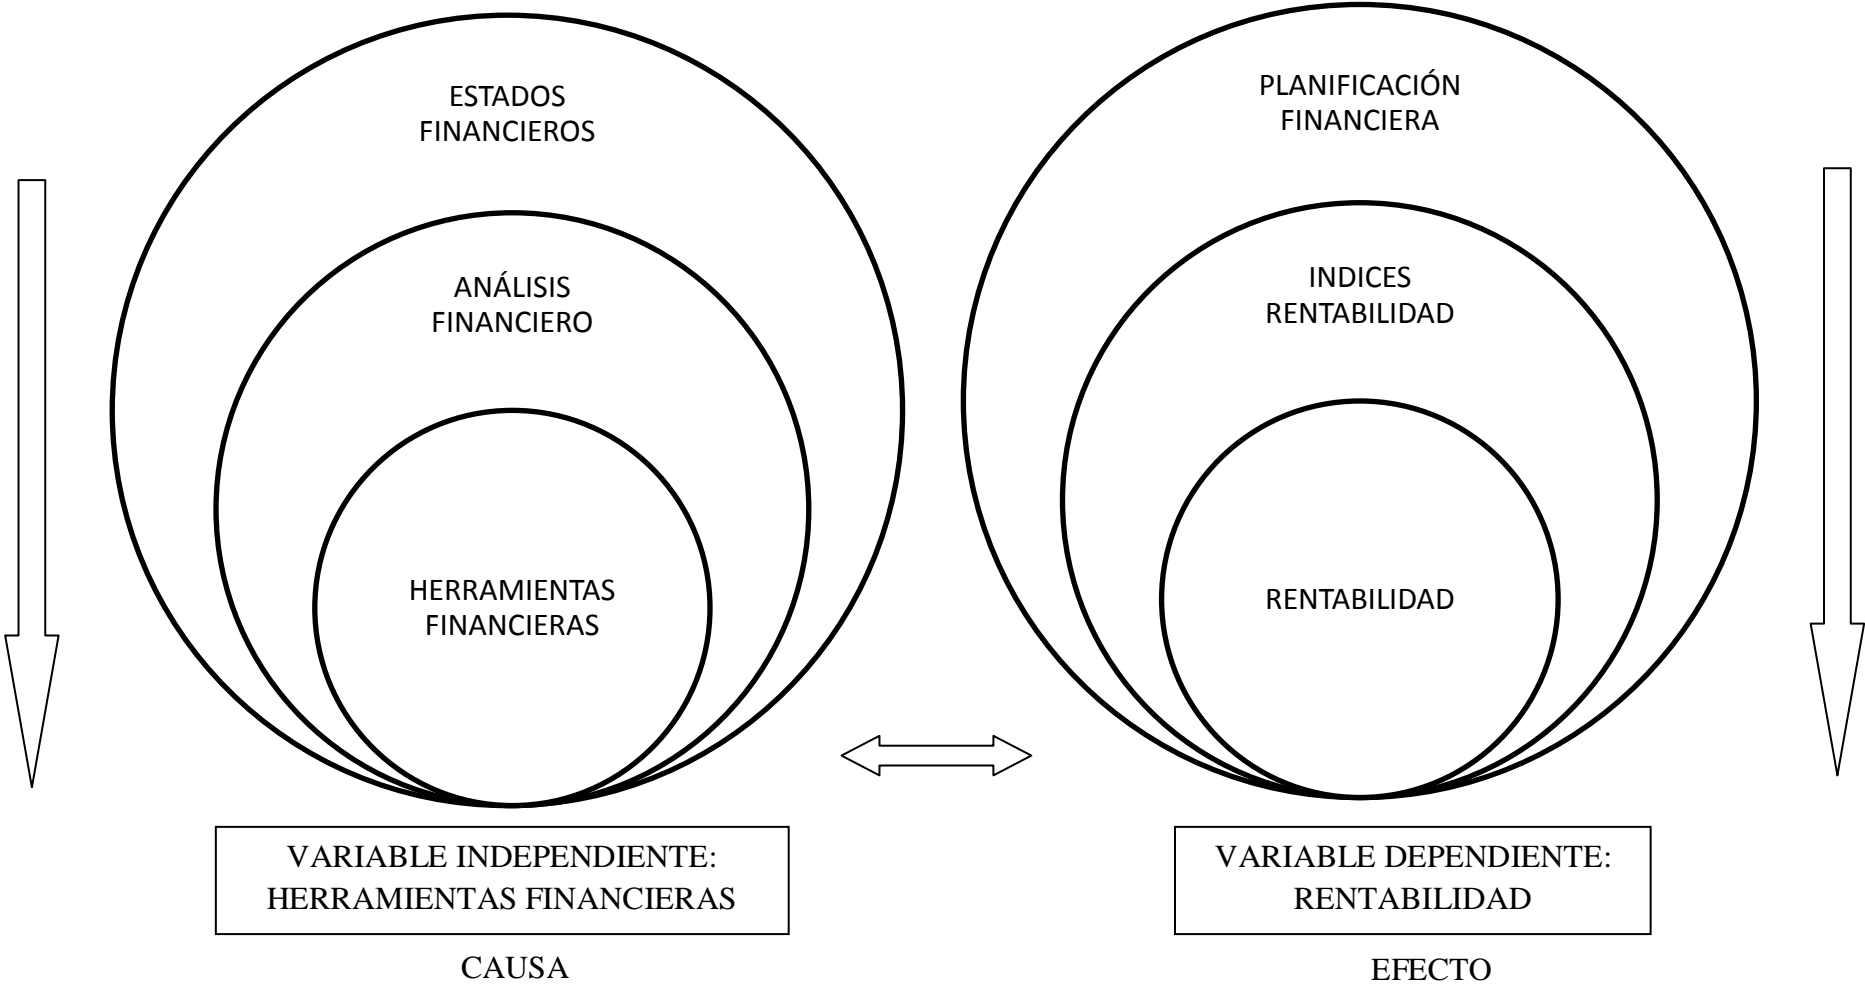 ESTADOS
FINANCIEROS
ANÁLISIS
FINANCIERO
HERRAMIENTAS
FINANCIERAS
PLANIFICACIÓN
FINANCIERA
INDICES
RENTABILIDAD
RENTABILIDAD
VARIABLE INDEPENDIENTE:
HERRAMIENTAS FINANCIERAS
VARIABLE DEPENDIENTE:
RENTABILIDAD
CAUSA
EFECTO